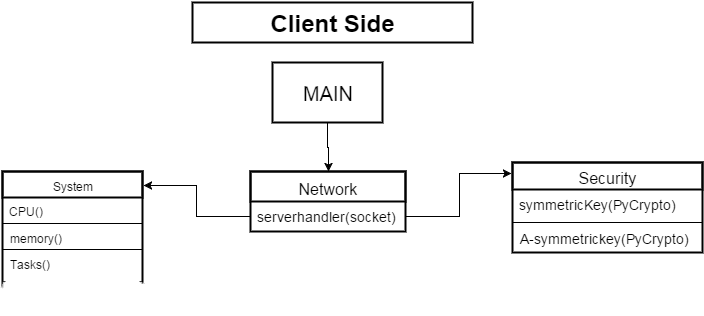 Client Side
MAIN
System
CPU()
memory()
Tasks()
Network
serverhandler(socket)
Security
symmetricKey(PyCrypto)
A-symmetrickey(PyCrypto)